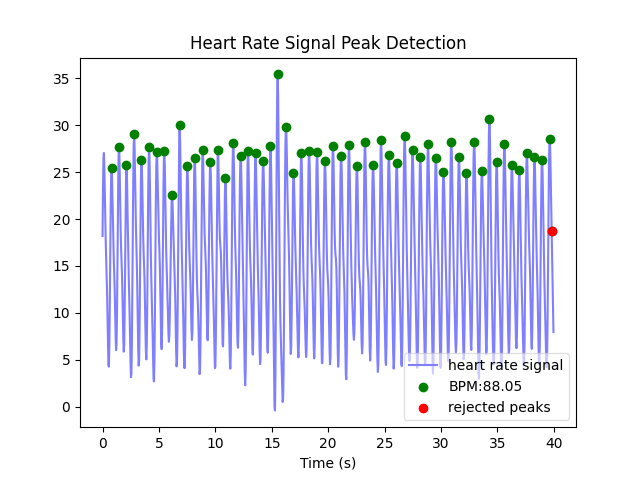 Heart Rate Signal Peak Detection
35
30
25
20
15
10
5
0
0 5 10 15 20 25 30 35 40
Time (s)
heart rate signal
BPM:88.05
rejected peaks